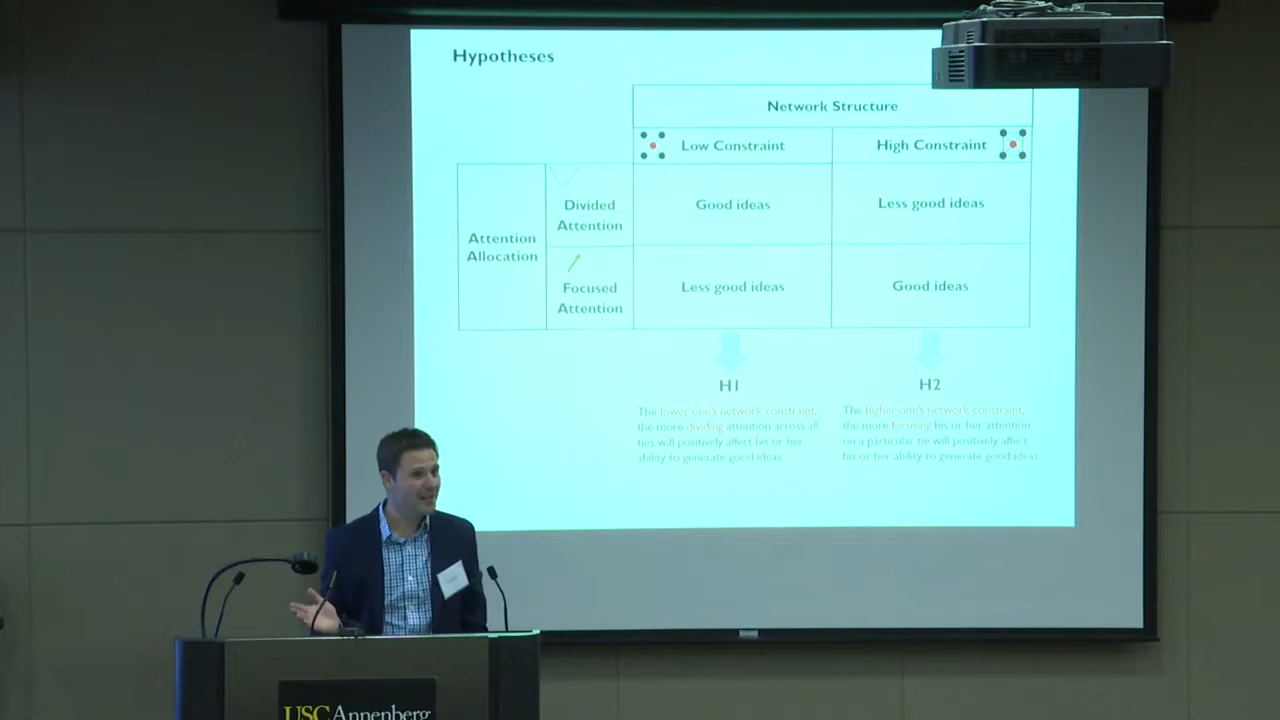 Hypotheses
Network Structure
Low Constraint
High Constraint
Attention
Allocation
Divided
Attention
Good ideas
Less good ideas
Focused
Attention
Less good ideas
Good ideas
H1
H2
The lower one's network constraint,
the more dividing attention across all
ties will positively affect his or her
ability to generate good ideas.
The higher one's network constraint,
the more focusing his or her attention
on a particular tie will positively affect
his or her ability to generate good ideas.
USC Annenberg